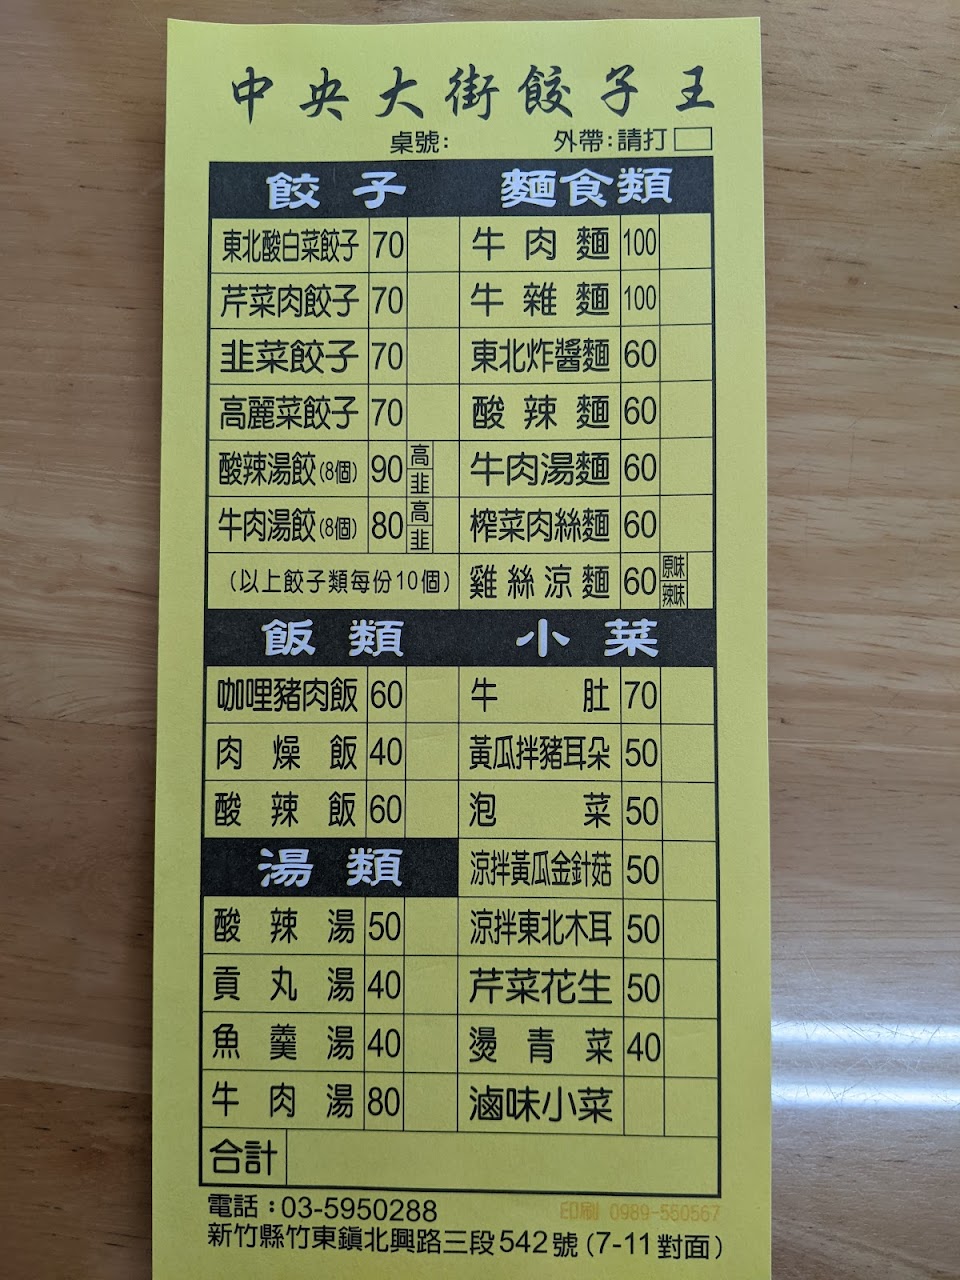 中央大街餃子王
桌號: 外帶:請打
餃子 麵食類
東北酸白菜餃子 70 牛肉麵 100
芹菜肉餃子 70 牛雜麵 100
韭菜餃子 70 東北炸醬麵 60
高麗菜餃子 70 酸辣麵 60
酸辣湯餃(8個) 90 高 韭 牛肉湯麵 60
牛肉湯餃(8個) 80 高 韭 榨菜肉絲麵 60
(以上餃子類每份10個) 雞絲涼麵 60 原味 辣味
飯類 小菜
咖哩豬肉飯 60 牛肚 70
肉燥飯 40 黃瓜拌豬耳朵 50
酸辣飯 60 泡菜 50
湯類 涼拌黃瓜金針菇 50
酸辣湯 50 涼拌東北木耳 50
貢丸湯 40 芹菜花生 50
魚羹湯 40 燙青菜 40
牛肉湯 80 滷味小菜
合計
電話:03-5950288 印刷 0989-550567
新竹縣竹東鎮北興路三段542號(7-11對面)